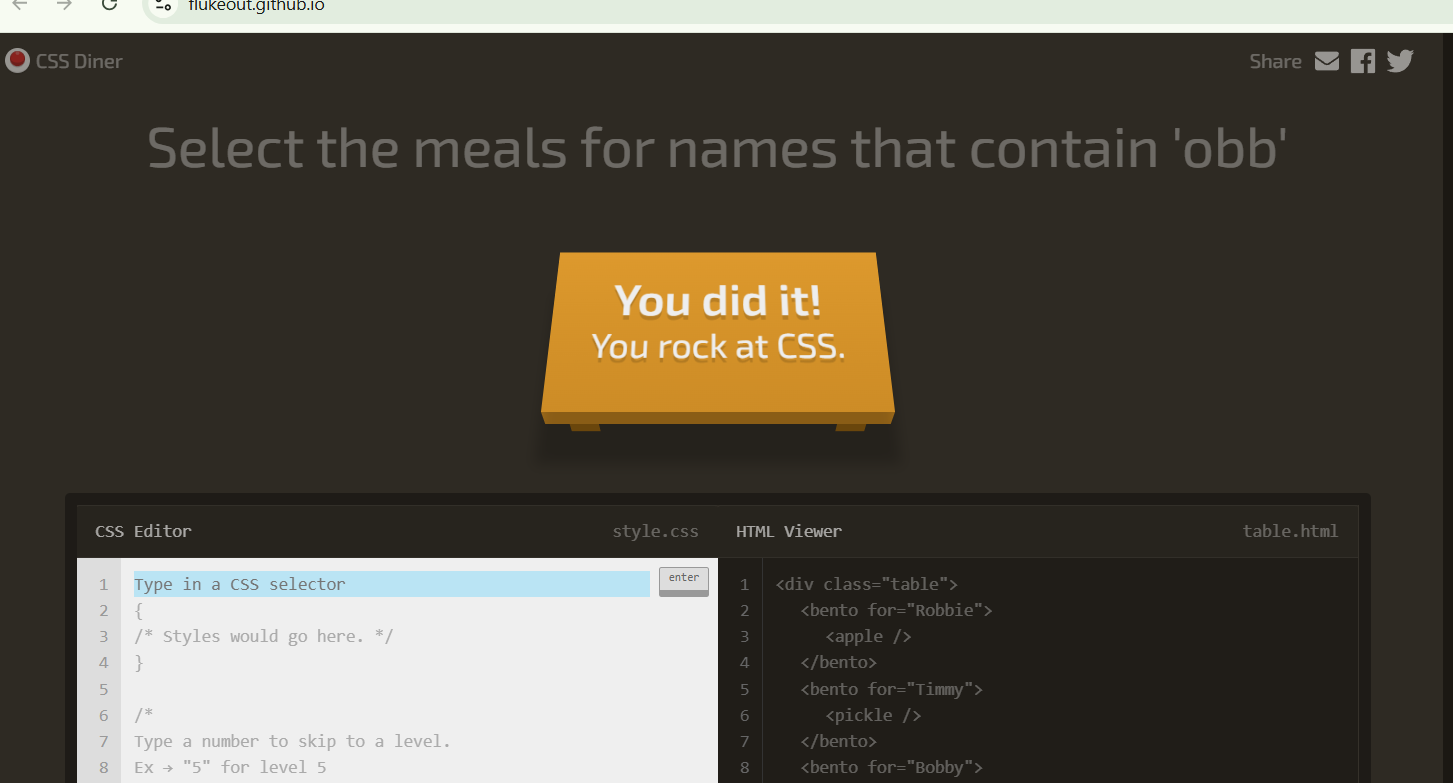 flukeout.github.io
CSS Diner
Share
Select the meals for names that contain 'obb'
You did it!
You rock at CSS.
CSS Editor
style.css
1 Type in a CSS selector
enter
2 {
3 /* Styles would go here. */
4 }
5
6 /*
7 Type a number to skip to a level.
8 Ex → "5" for level 5
HTML Viewer
table.html
1 <div class="table">
2 <bento for="Robbie">
3 <apple />
4 </bento>
5 <bento for="Timmy">
6 <pickle />
7 </bento>
8 <bento for="Bobby">